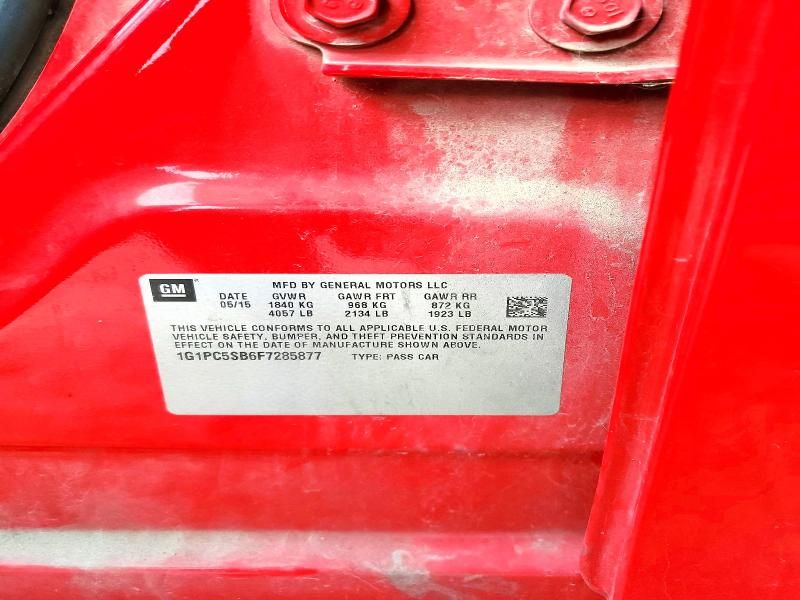 GM
MFD BY GENERAL MOTORS LLC
DATE GVWR GAWR FRT GAWR RR
05/15 1840 KG 968 KG 872 KG
4057 LB 2134 LB 1923 LB
THIS VEHICLE CONFORMS TO ALL APPLICABLE U.S. FEDERAL MOTOR
VEHICLE SAFETY, BUMPER, AND THEFT PREVENTION STANDARDS IN
EFFECT ON THE DATE OF MANUFACTURE SHOWN ABOVE.
1G1PC5SB6F7285877 TYPE: PASS CAR